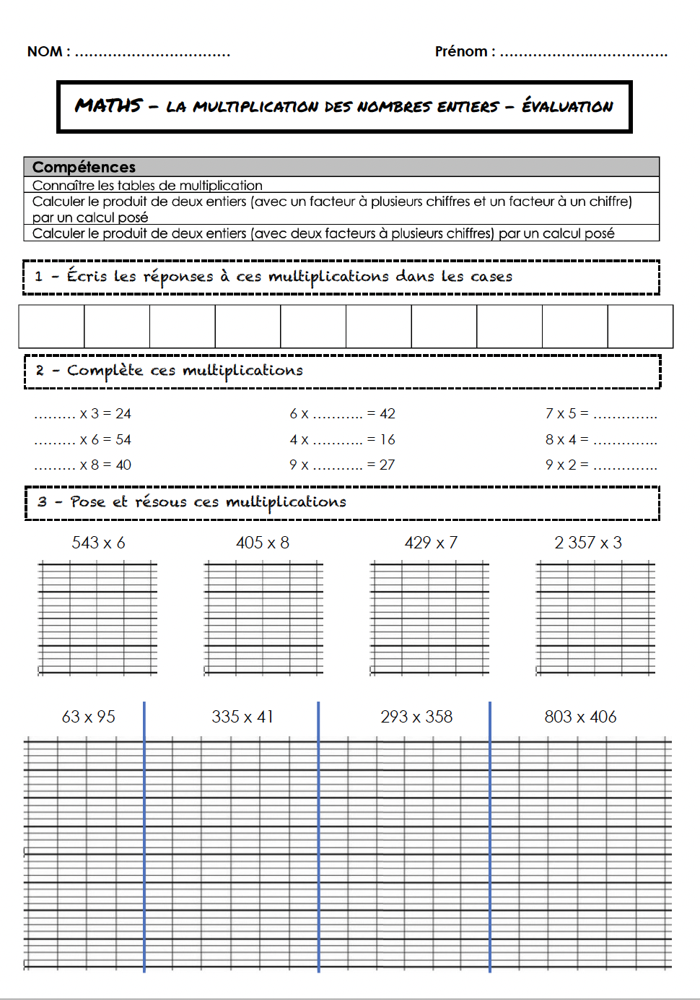 NOM : ................................ Prénom : ....................................
MATHS – LA MULTIPLICATION DES NOMBRES ENTIERS – ÉVALUATION
Compétences
Connaître les tables de multiplication
Calculer le produit de deux entiers (avec un facteur à plusieurs chiffres et un facteur à un chiffre)
par un calcul posé
Calculer le produit de deux entiers (avec deux facteurs à plusieurs chiffres) par un calcul posé
1 – Écris les réponses à ces multiplications dans les cases
2 – Complète ces multiplications
......... x 3 = 24 6 x ........... = 42 7 x 5 = ..............
......... x 6 = 54 4 x ........... = 16 8 x 4 = ..............
......... x 8 = 40 9 x ........... = 27 9 x 2 = ..............
3 – Pose et résous ces multiplications
543 x 6 405 x 8 429 x 7 2 357 x 3
63 x 95 335 x 41 293 x 358 803 x 406